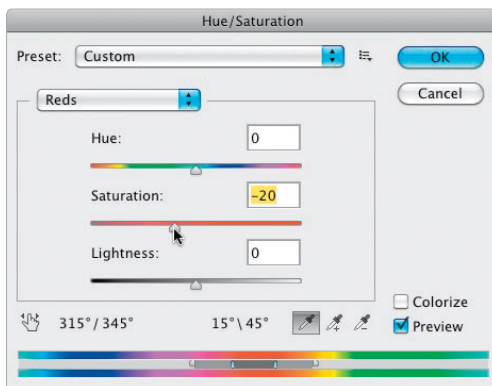 Hue/Saturation
Preset: Custom
OK
Reds
Cancel
Hue: 0
Saturation: -20
Lightness: 0
Colorize
315°/345° 15°\45°
Preview